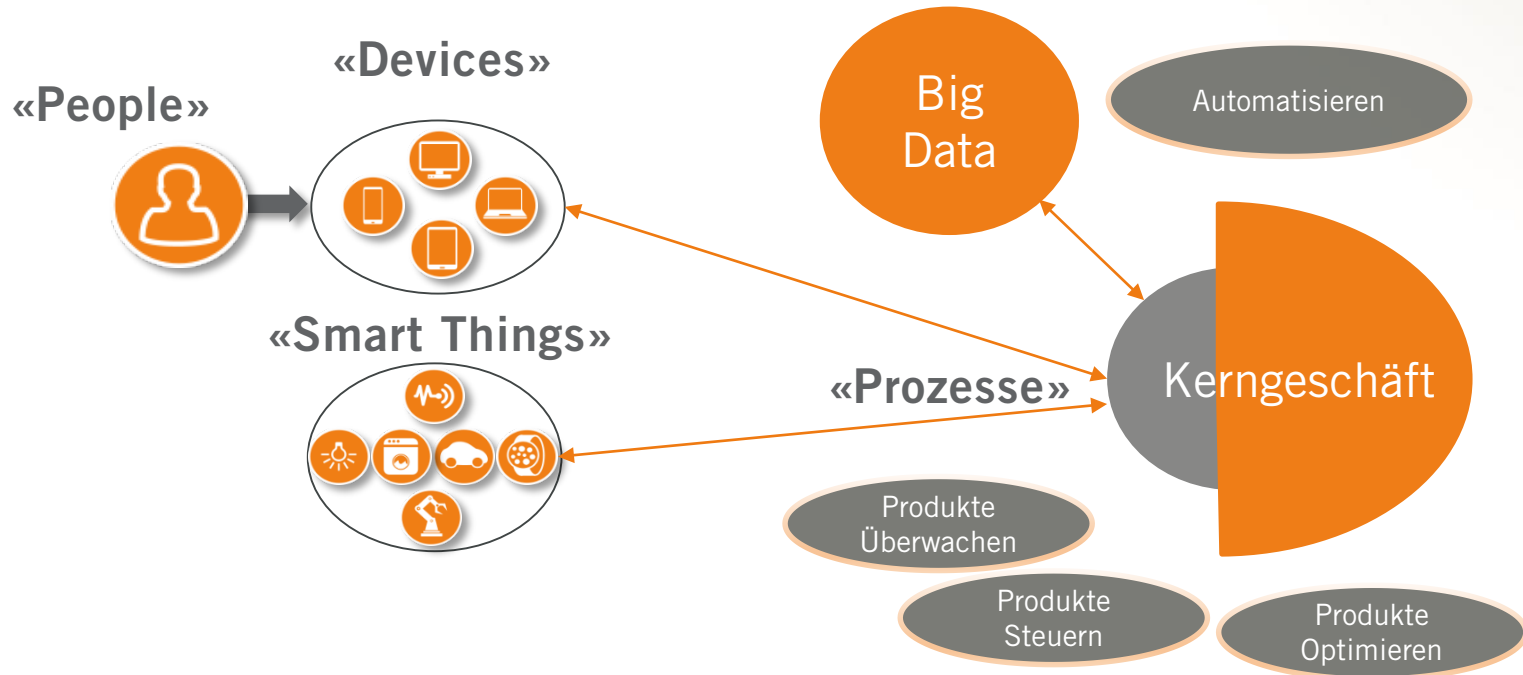 «Devices»
«People»
Big
Data
Automatisieren
«Smart Things»
«Prozesse»
Kerngeschäft
Produkte
Überwachen
Produkte
Steuern
Produkte
Optimieren